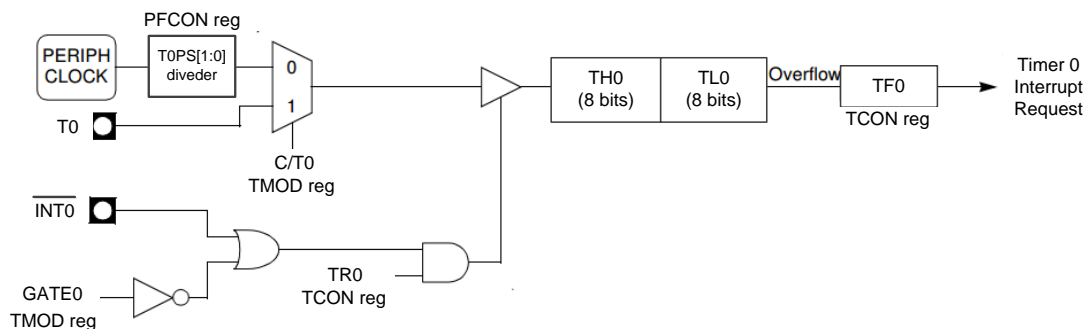 PFCON reg
PERIPH
CLOCK
T0PS[1:0]
diveder
0
1
T0
C/T0
TMOD reg
TH0
(8 bits)
TL0
(8 bits)
Overflow
TF0
TCON reg
Timer 0
Interrupt
Request
INT0
TR0
TCON reg
GATE0
TMOD reg